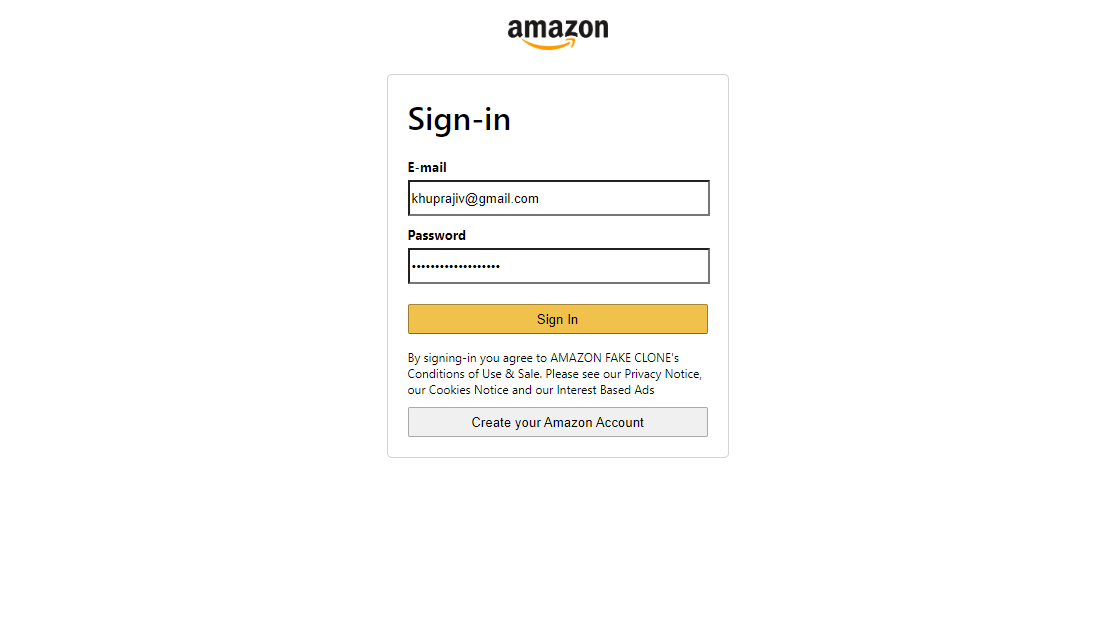 amazon
Sign-in
E-mail
khuprajiv@gmail.com
Password
•••••••••••••••••••
Sign In
By signing-in you agree to AMAZON FAKE CLONE's
Conditions of Use & Sale. Please see our Privacy Notice,
our Cookies Notice and our Interest Based Ads
Create your Amazon Account